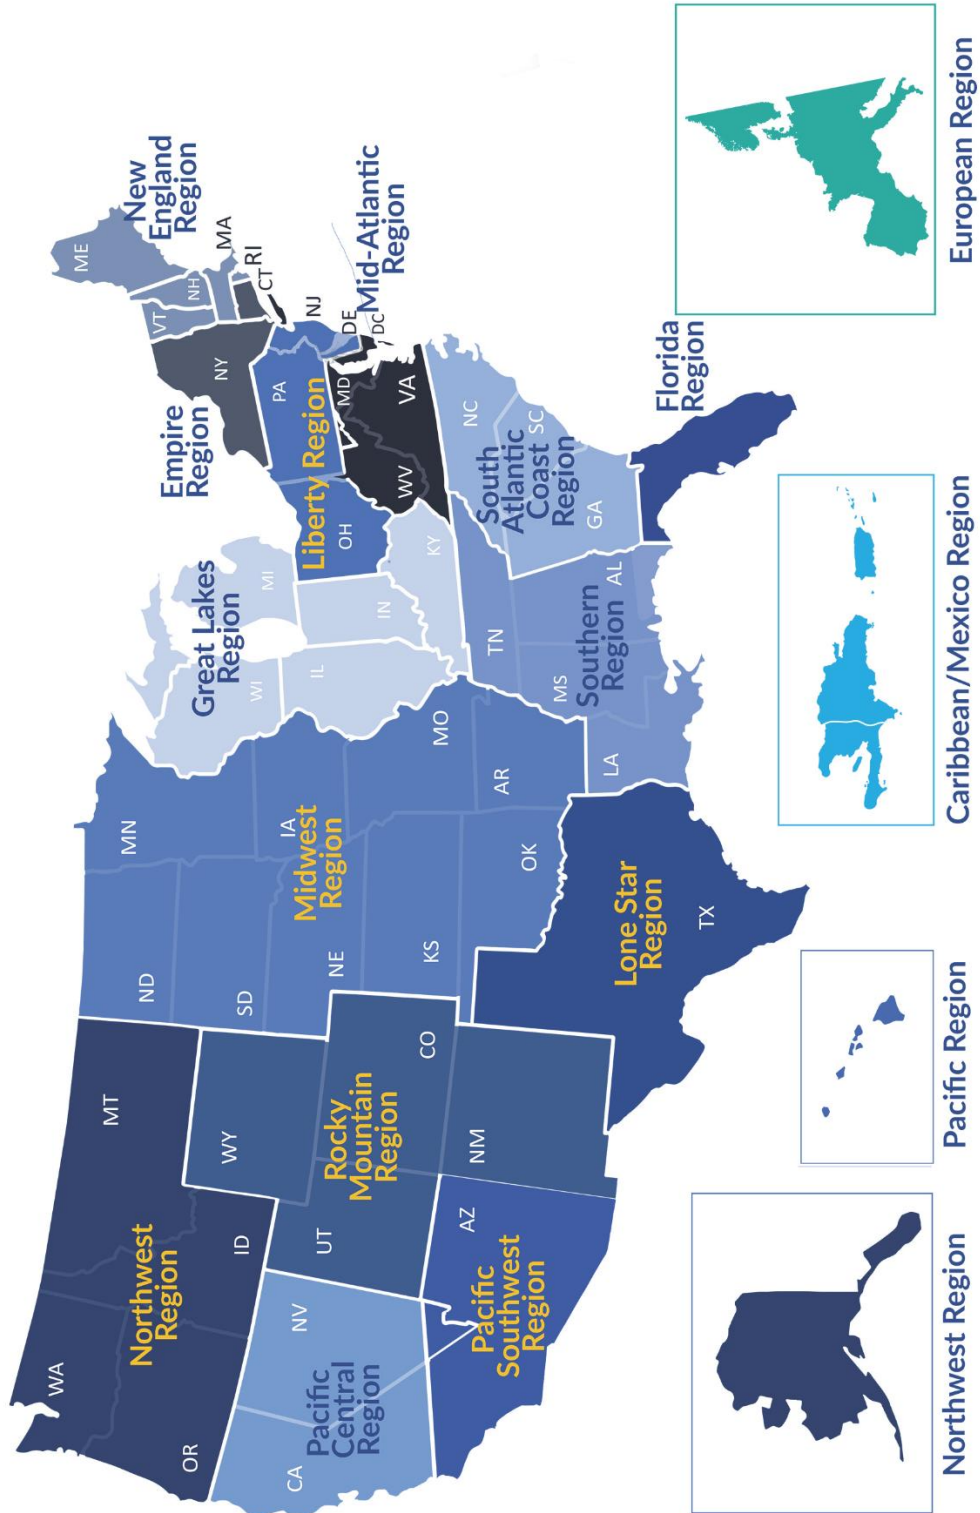 WA
OR
MT
ID
Northwest
Region
CA
NV
Pacific
Central
Region
AZ
Pacific
Southwest
Region
WY
UT
CO
NM
Rocky
Mountain
Region
ND
MN
SD
IA
NE
KS
MO
OK
AR
Midwest
Region
TX
Lone Star
Region
Great Lakes
Region
WI
MI
IL
IN
KY
TN
MS
AL
LA
Southern
Region
South
Atlantic
Coast
Region
NC
SC
GA
Florida
Region
OH
PA
NJ
DE
Liberty Region
WV
VA
MD
DC
Mid-Atlantic
Region
Empire
Region
NY
CT
New
England
Region
ME
VT
NH
MA
RI
Northwest Region
Pacific Region
Caribbean/Mexico Region
European Region